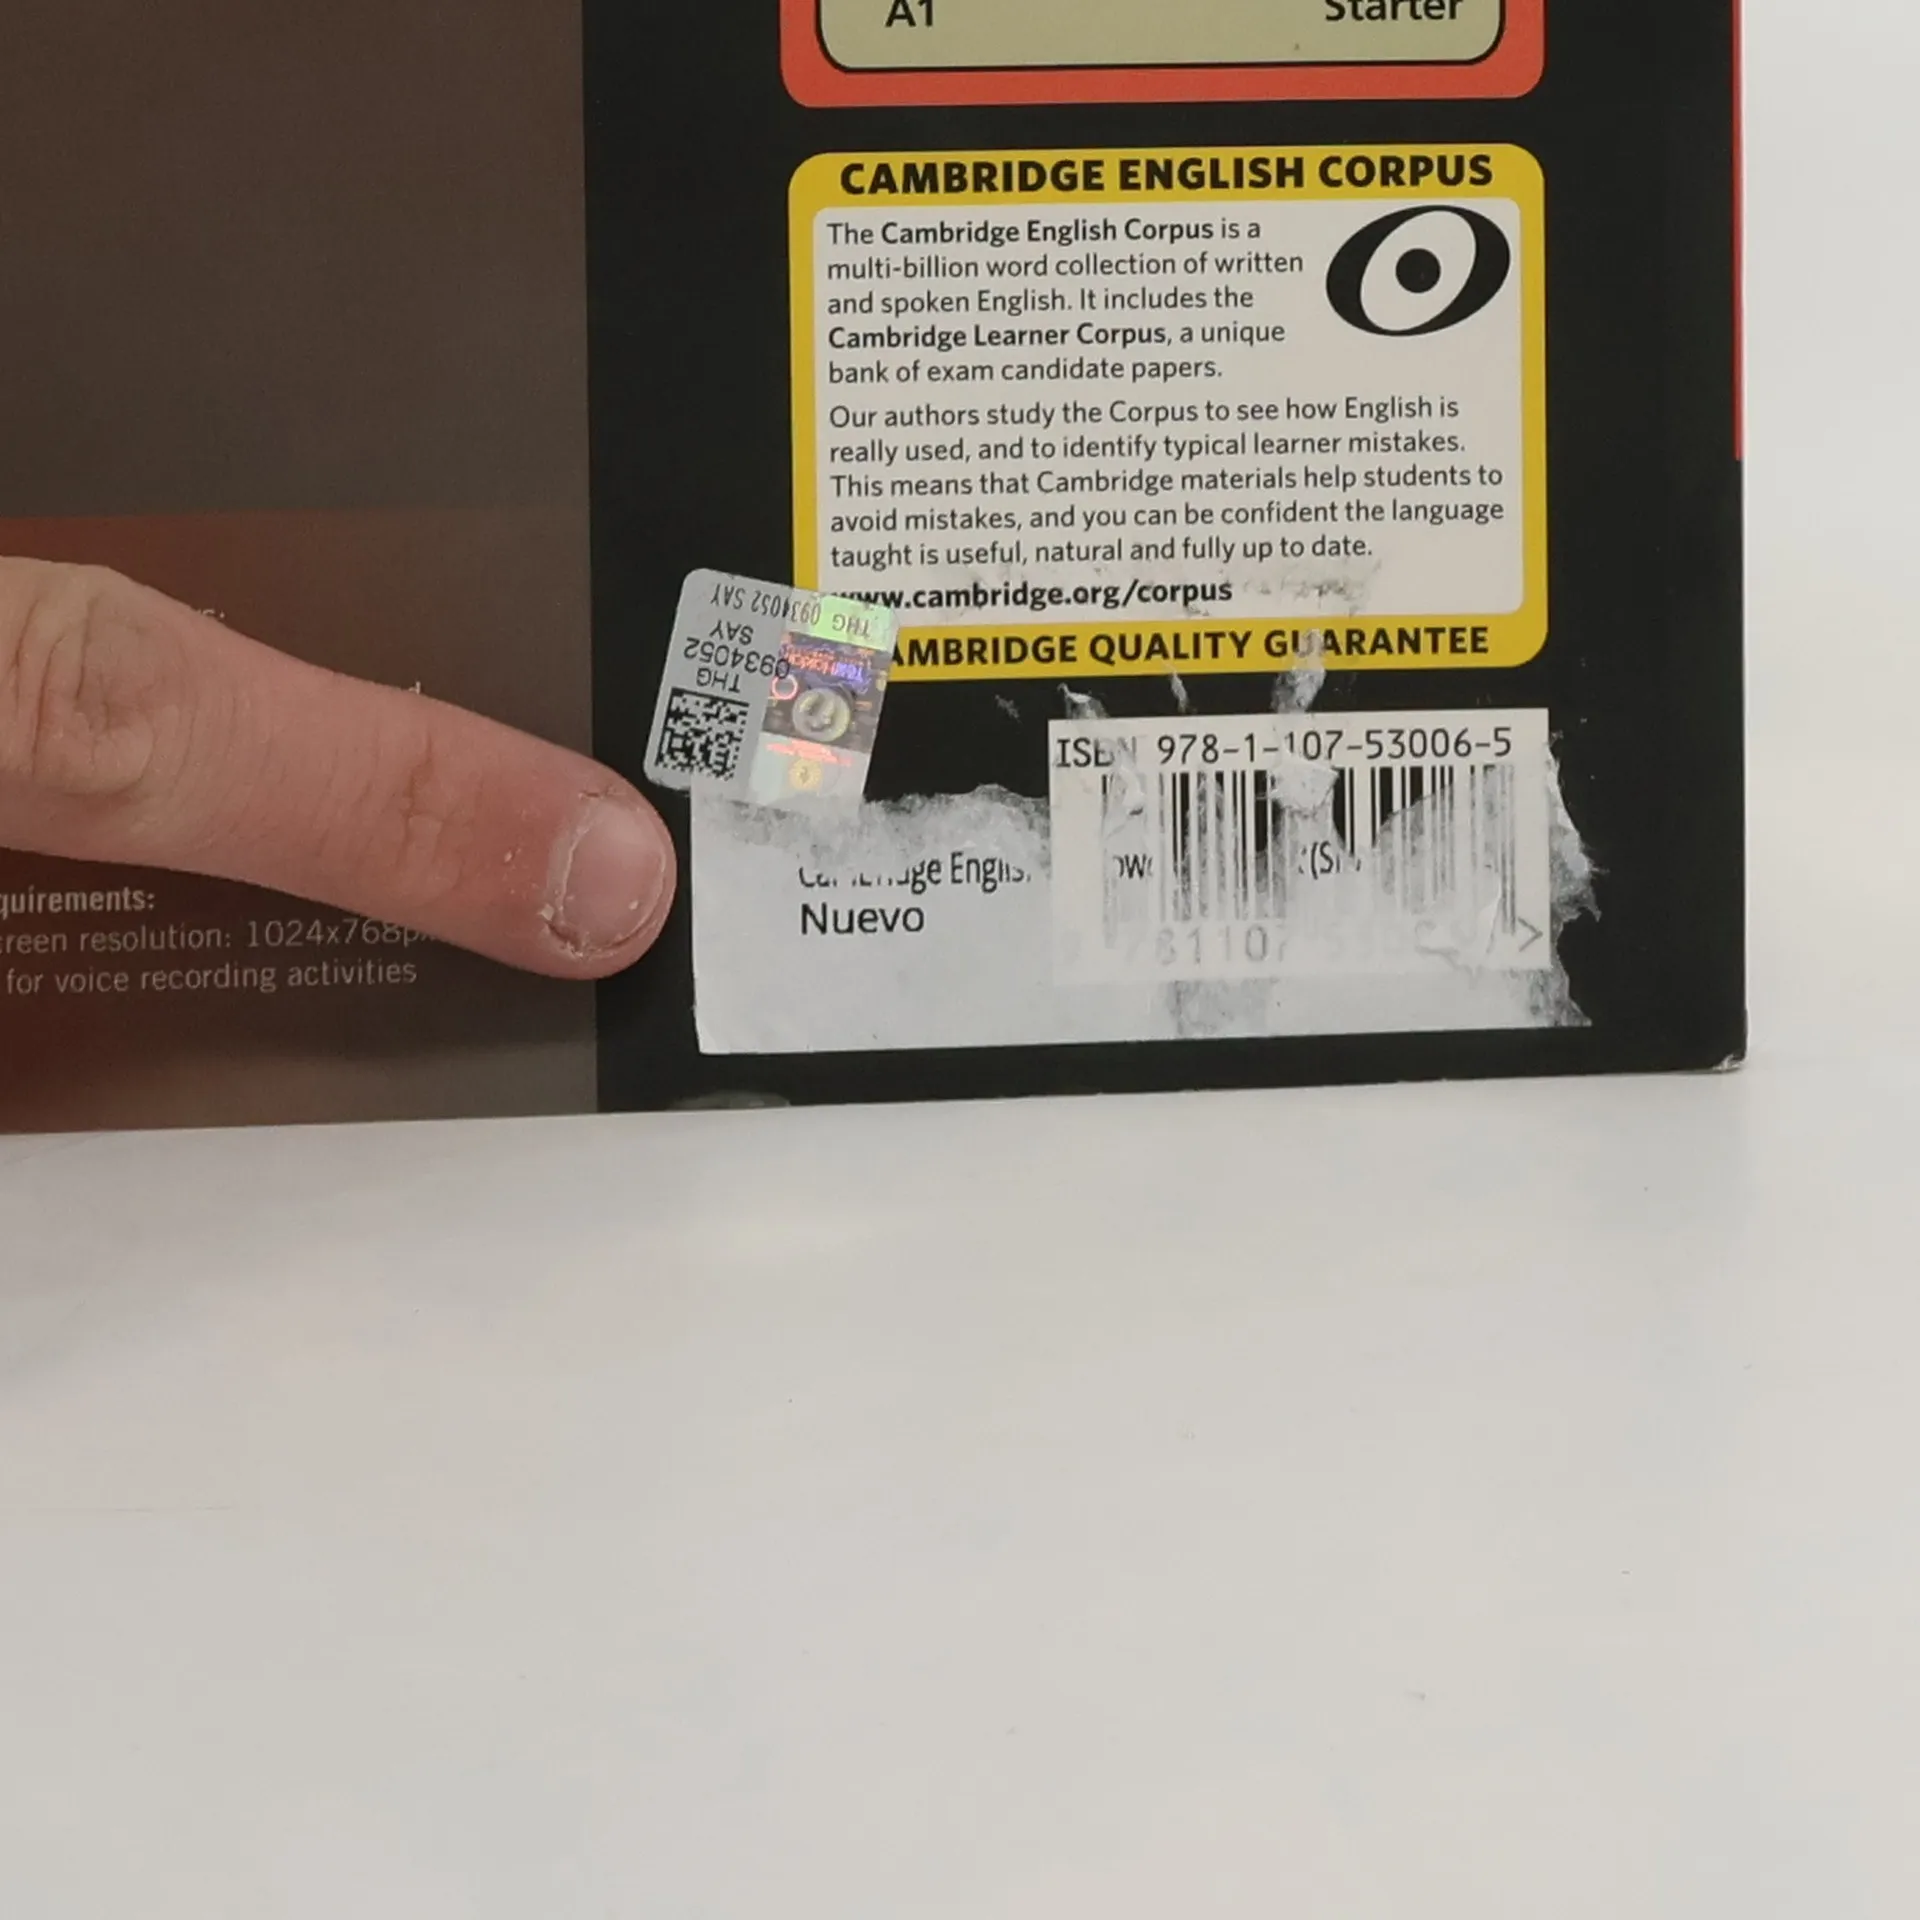 A1 Starter
CAMBRIDGE ENGLISH CORPUS
The Cambridge English Corpus is a
multi-billion word collection of written
and spoken English. It includes the
Cambridge Learner Corpus, a unique
bank of exam candidate papers.
Our authors study the Corpus to see how English is
really used, and to identify typical learner mistakes.
This means that Cambridge materials help students to
avoid mistakes, and you can be confident the language
taught is useful, natural and fully up to date.
www.cambridge.org/corpus
AMBRIDGE QUALITY GUARANTEE
THG 0934052 SAY
THG
0934052
SAY
ISBN 978-1-107-53006-5
Nuevo
quirements:
reen resolution: 1024x768p
for voice recording activities